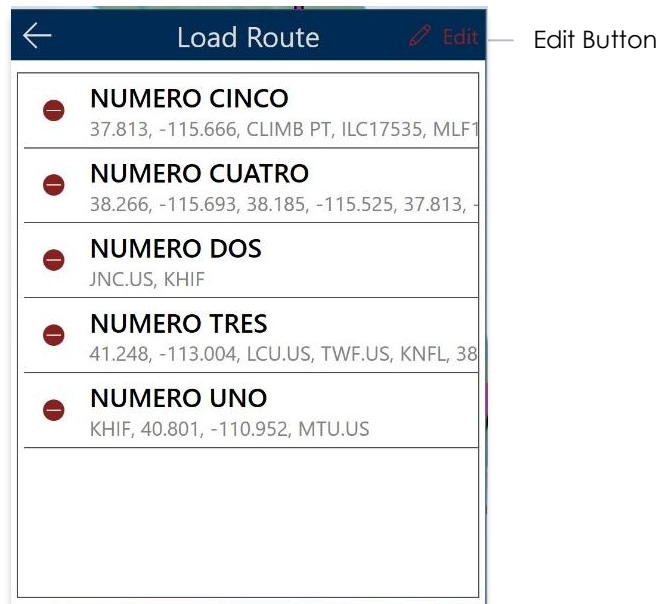 Load Route
Edit
Edit Button
NUMERO CINCO
37.813, -115.666, CLIMB PT, ILC17535, MLF1
NUMERO CUATRO
38.266, -115.693, 38.185, -115.525, 37.813, -
NUMERO DOS
JNC.US, KHIF
NUMERO TRES
41.248, -113.004, LCU.US, TWF.US, KNFL, 38
NUMERO UNO
KHIF, 40.801, -110.952, MTU.US